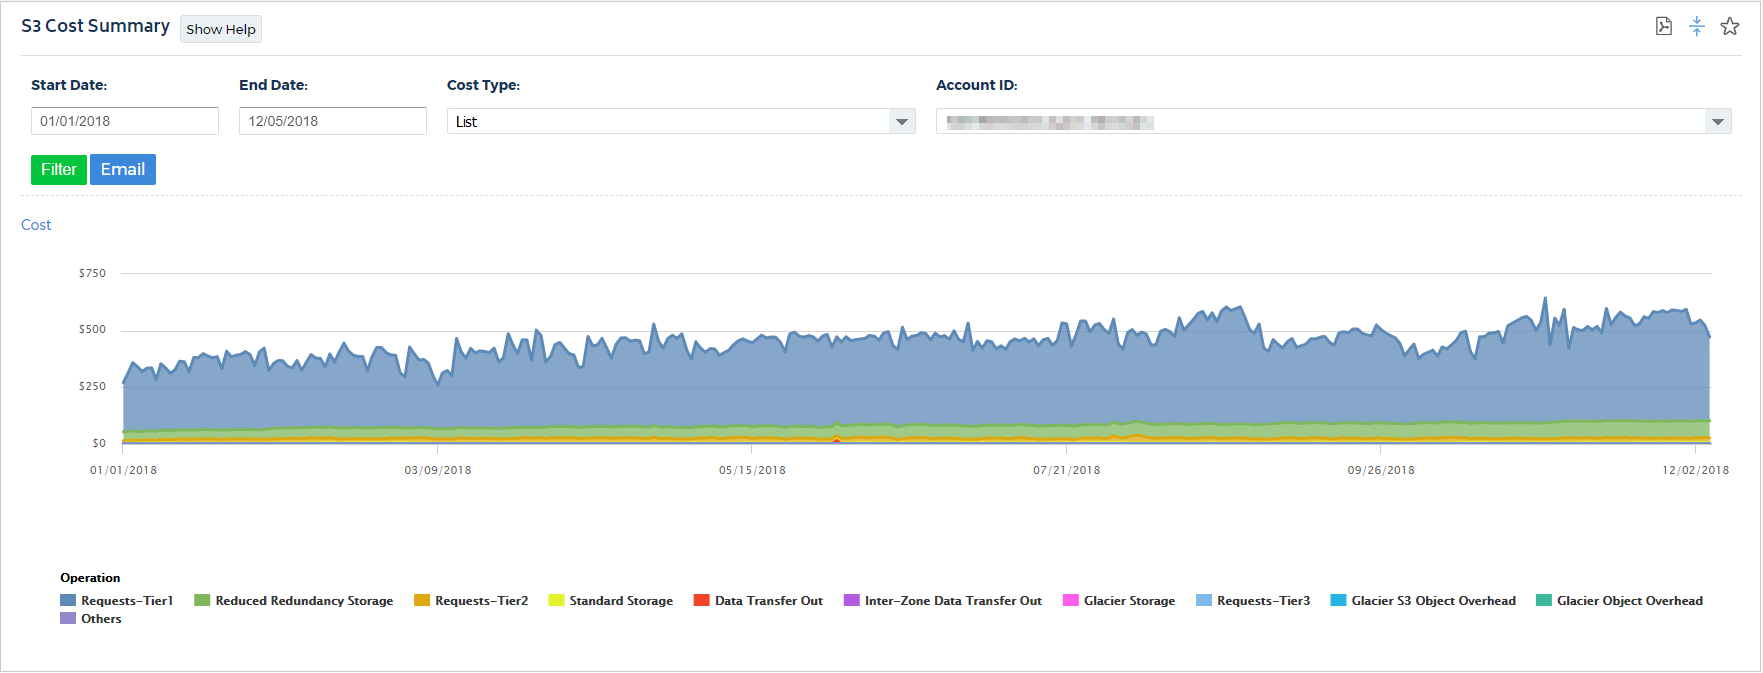 S3 Cost Summary Show Help
Start Date: End Date: Cost Type: Account ID:
01/01/2018 12/05/2018 List
Filter Email
Cost
$750
$500
$250
$0
01/01/2018 03/09/2018 05/15/2018 07/21/2018 09/26/2018 12/02/2018
Operation
Requests-Tier1 Reduced Redundancy Storage Requests-Tier2 Standard Storage Data Transfer Out Inter-Zone Data Transfer Out Glacier Storage Requests-Tier3 Glacier S3 Object Overhead Glacier Object Overhead
Others